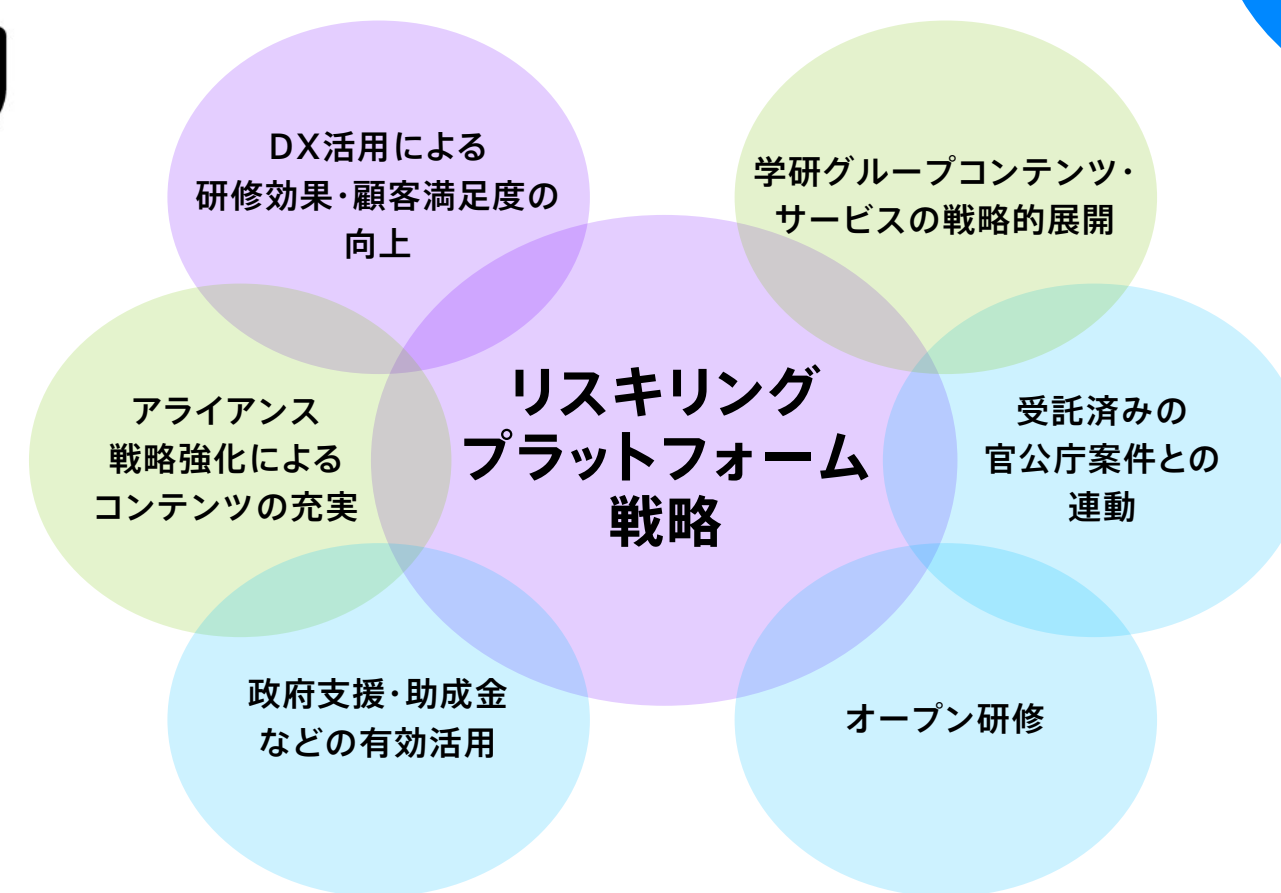 DX活用による
研修効果・顧客満足度の
向上
学研グループコンテンツ・
サービスの戦略的展開
アライアンス
戦略強化による
コンテンツの充実
リスキリング
プラットフォーム
戦略
受託済みの
官公庁案件との
連動
政府支援・助成金
などの有効活用
オープン研修